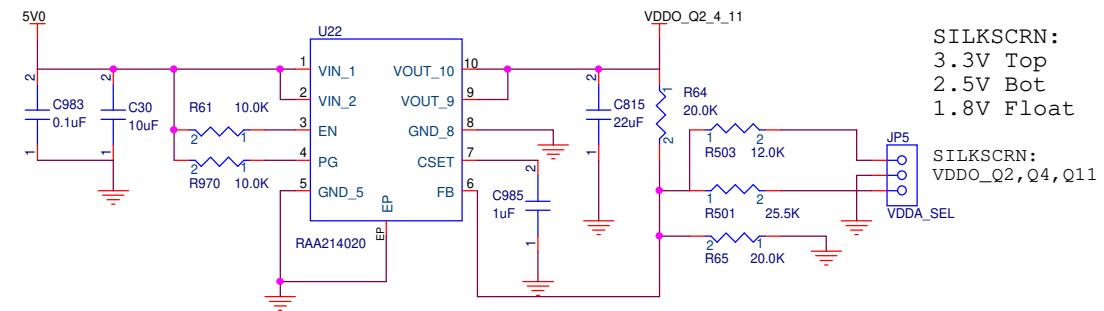 5V0
VDDO_Q2_4_11
SILKSCRN:
3.3V Top
2.5V Bot
1.8V Float
U22
1
VIN_1
VOUT_10
10
2
VIN_2
VOUT_9
9
3
EN
GND_8
8
4
PG
CSET
7
5
GND_5
FB
6
EP
EP
RAA214020
2
C983
0.1uF
1
2
C30
10uF
1
R61 10.0K
2 1
2 1
R970 10.0K
2
C815
22uF
1
1
R64
20.0K
2
2
C985
1uF
1
1 2
R503 12.0K
1 2
R501 25.5K
2 1
R65 20.0K
JP5
VDDA_SEL
SILKSCRN:
VDDO_Q2,Q4,Q11